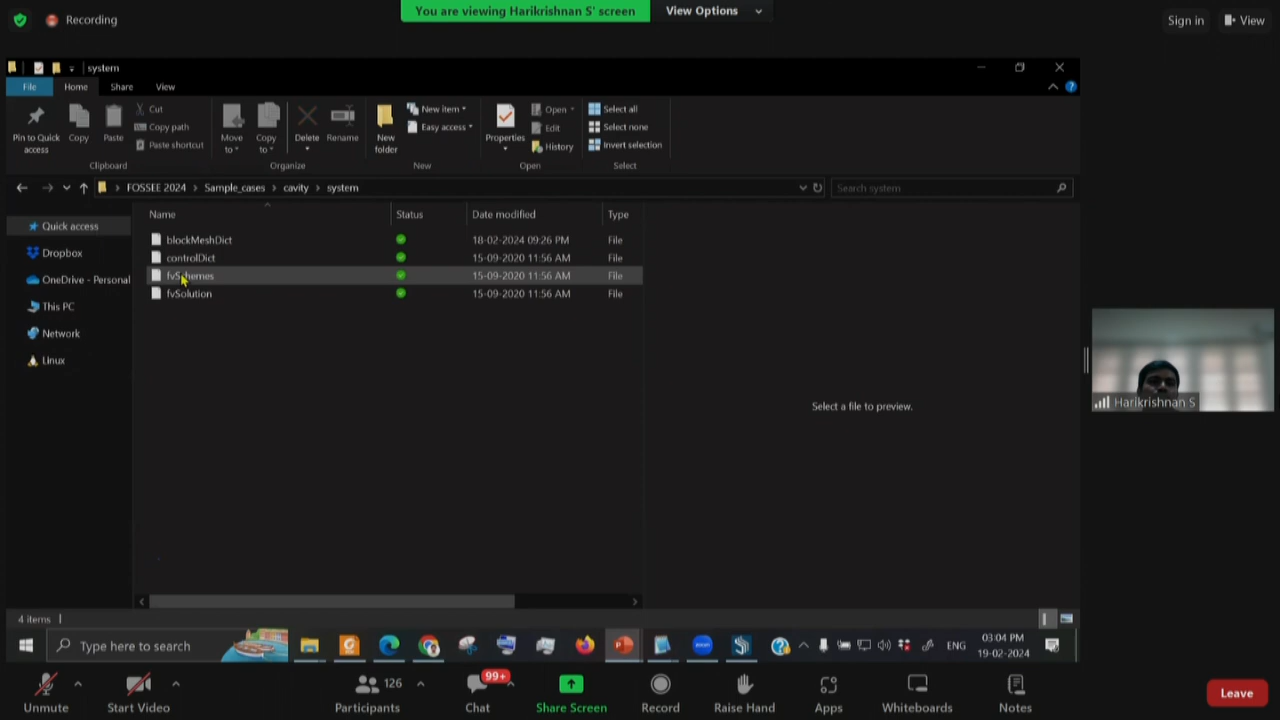 Recording
You are viewing Harikrishnan S' screen
View Options
Sign in
View
system
File
Home
Share
View
Pin to Quick access
Copy
Paste
Cut
Copy path
Paste shortcut
Clipboard
Move to
Copy to
Delete
Rename
Organize
New folder
New item
Easy access
New
Properties
Open
Edit
History
Open
Select all
Select none
Invert selection
Select
FOSSEE 2024 > Sample_cases > cavity > system
Search system
Name
Status
Date modified
Type
Quick access
Dropbox
OneDrive - Personal
This PC
Network
Linux
blockMeshDict 18-02-2024 09:26 PM File
controlDict 15-09-2020 11:56 AM File
fvSchemes 15-09-2020 11:56 AM File
fvSolution 15-09-2020 11:56 AM File
Select a file to preview.
Harikrishnan S
4 items
Type here to search
ENG
03:04 PM
19-02-2024
Unmute
Start Video
126
Participants
99+
Chat
Share Screen
Record
Raise Hand
Apps
Whiteboards
Notes
Leave